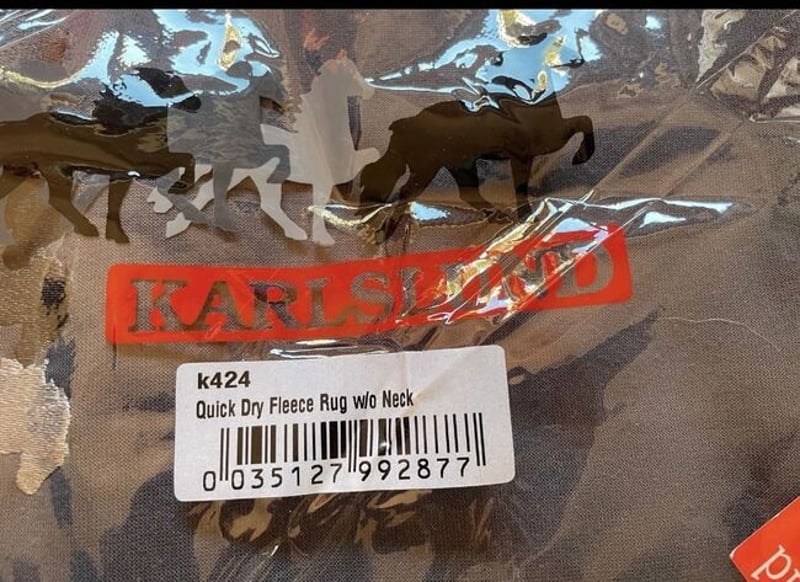 KARLSLUND
k424
Quick Dry Fleece Rug w/o Neck
0 035127 992877